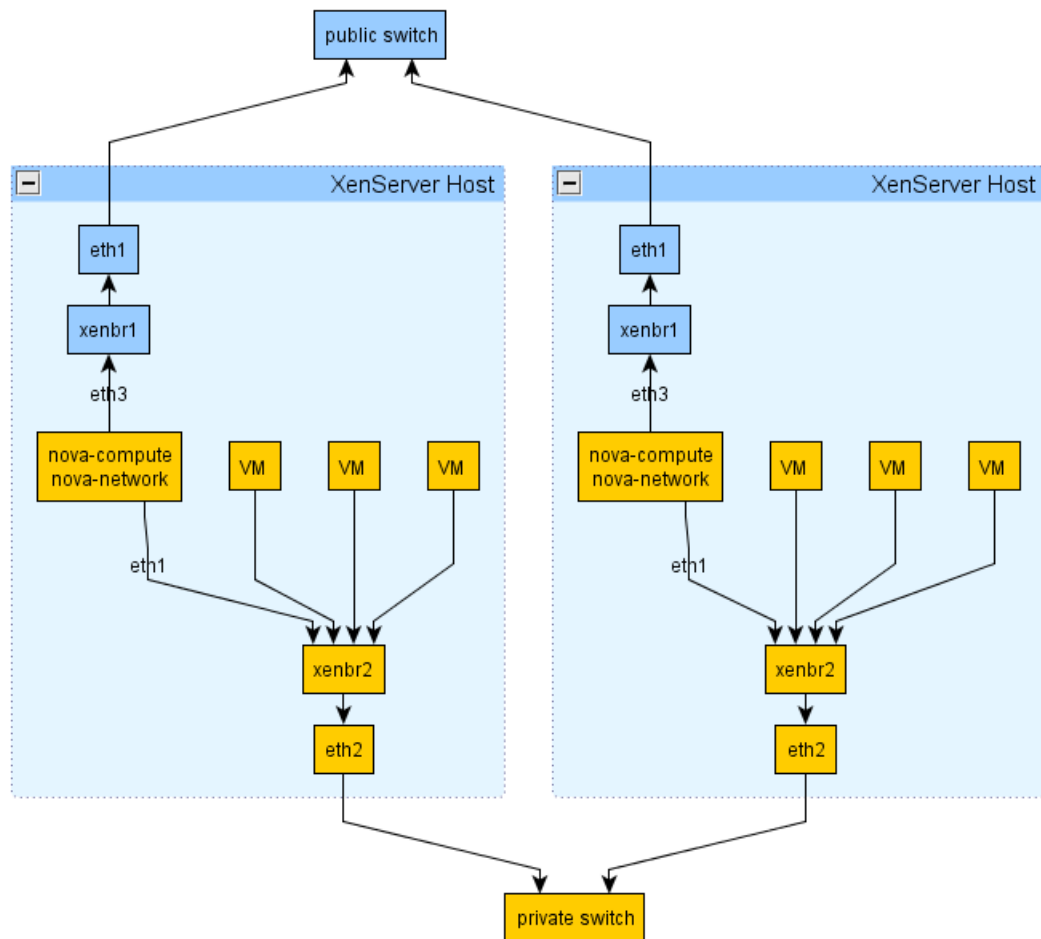 public switch
XenServer Host
XenServer Host
eth1
eth1
xenbr1
xenbr1
eth3
eth3
nova-compute
nova-network
VM
VM
VM
nova-compute
nova-network
VM
VM
VM
eth1
eth1
xenbr2
xenbr2
eth2
eth2
private switch